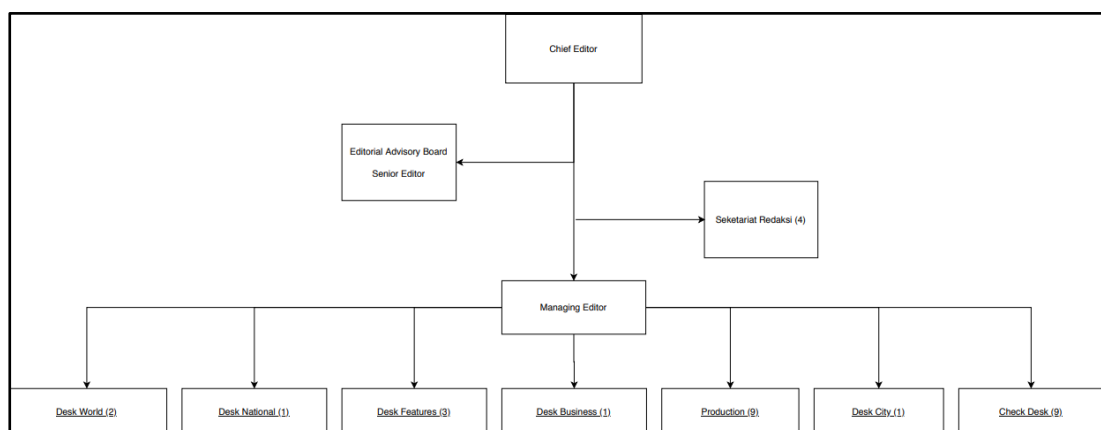 Chief Editor
Editorial Advisory Board
Senior Editor
Seketariat Redaksi (4)
Managing Editor
Desk World (2)
Desk National (1)
Desk Features (3)
Desk Business (1)
Production (9)
Desk City (1)
Check Desk (9)